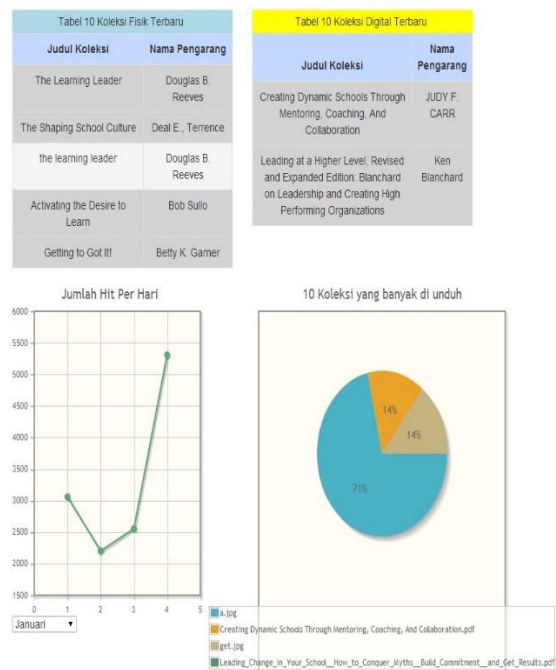 Tabel 10 Koleksi Fisik Terbaru
Judul Koleksi Nama Pengarang
The Learning Leader Douglas B.
Reeves
The Shaping School Culture Deal E., Terrence
the learning leader Douglas B.
Reeves
Activating the Desire to Bob Sullo
Learn
Getting to Got It! Betty K. Garner
Tabel 10 Koleksi Digital Terbaru
Judul Koleksi Nama
Pengarang
Creating Dynamic Schools Through JUDY F.
Mentoring, Coaching, And CARR
Collaboration
Leading at a Higher Level, Revised Ken
and Expanded Edition: Blanchard Blanchard
on Leadership and Creating High
Performing Organizations
Jumlah Hit Per Hari
6000
5500
5000
4500
4000
3500
3000
2500
2000
1500
0 1 2 3 4 5
Januari
10 Koleksi yang banyak di unduh
14%
14%
71%
a.jpg
Creating Dynamic Schools Through Mentoring, Coaching, And Collaboration.pdf
get.jpg
Leading_Change_in_Your_School__How_to_Conquer_Myths__Build_Commitment__and_Get_Results.pdf